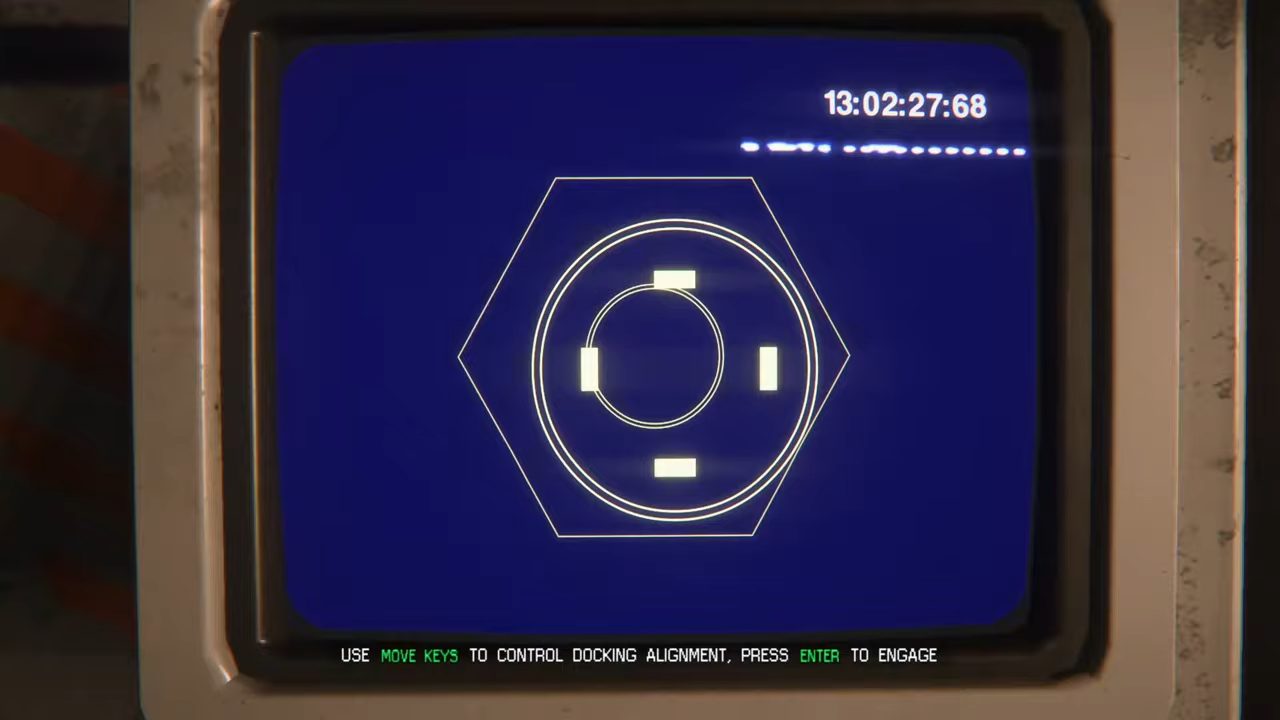 13:02:27:68
USE MOVE KEYS TO CONTROL DOCKING ALIGNMENT, PRESS ENTER TO ENGAGE